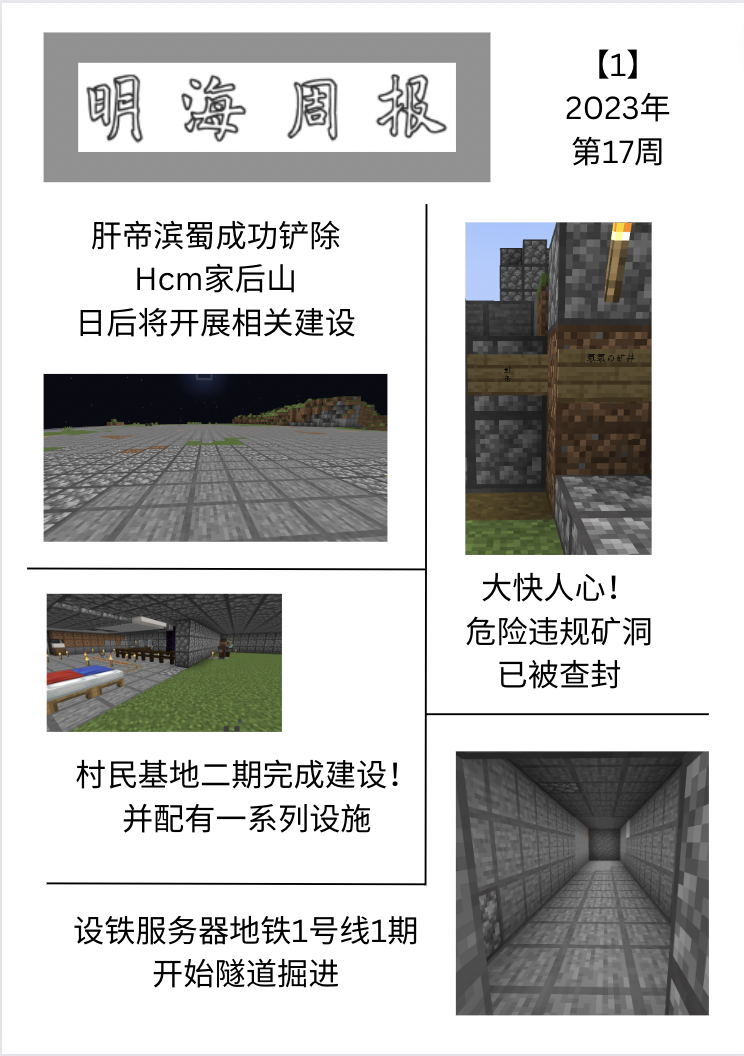 明海周报
【1】
2023年
第17周
肝帝滨蜀成功铲除
Hcm家后山
日后将开展相关建设
大快人心！
危险违规矿洞
已被查封
村民基地二期完成建设！
并配有一系列设施
设铁服务器地铁1号线1期
开始隧道掘进